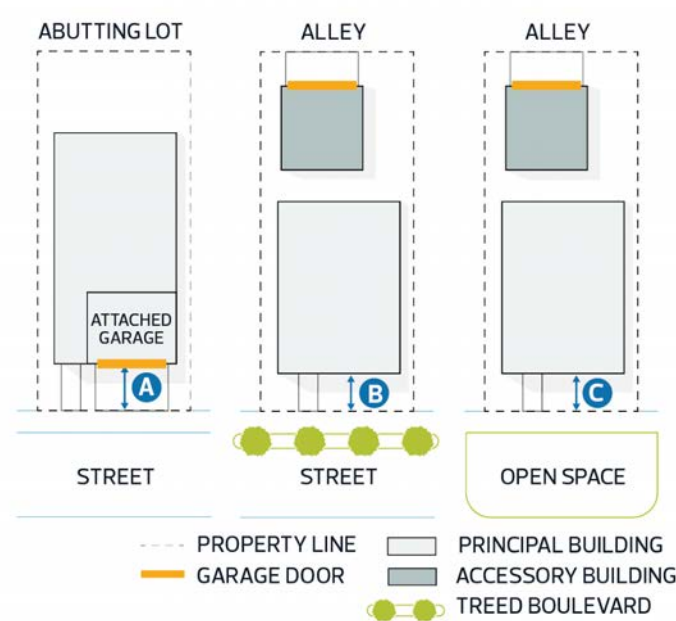 ABUTTING LOT
ALLEY
ALLEY
ATTACHED
GARAGE
A
B
C
STREET
STREET
OPEN SPACE
PROPERTY LINE
PRINCIPAL BUILDING
GARAGE DOOR
ACCESSORY BUILDING
TREED BOULEVARD